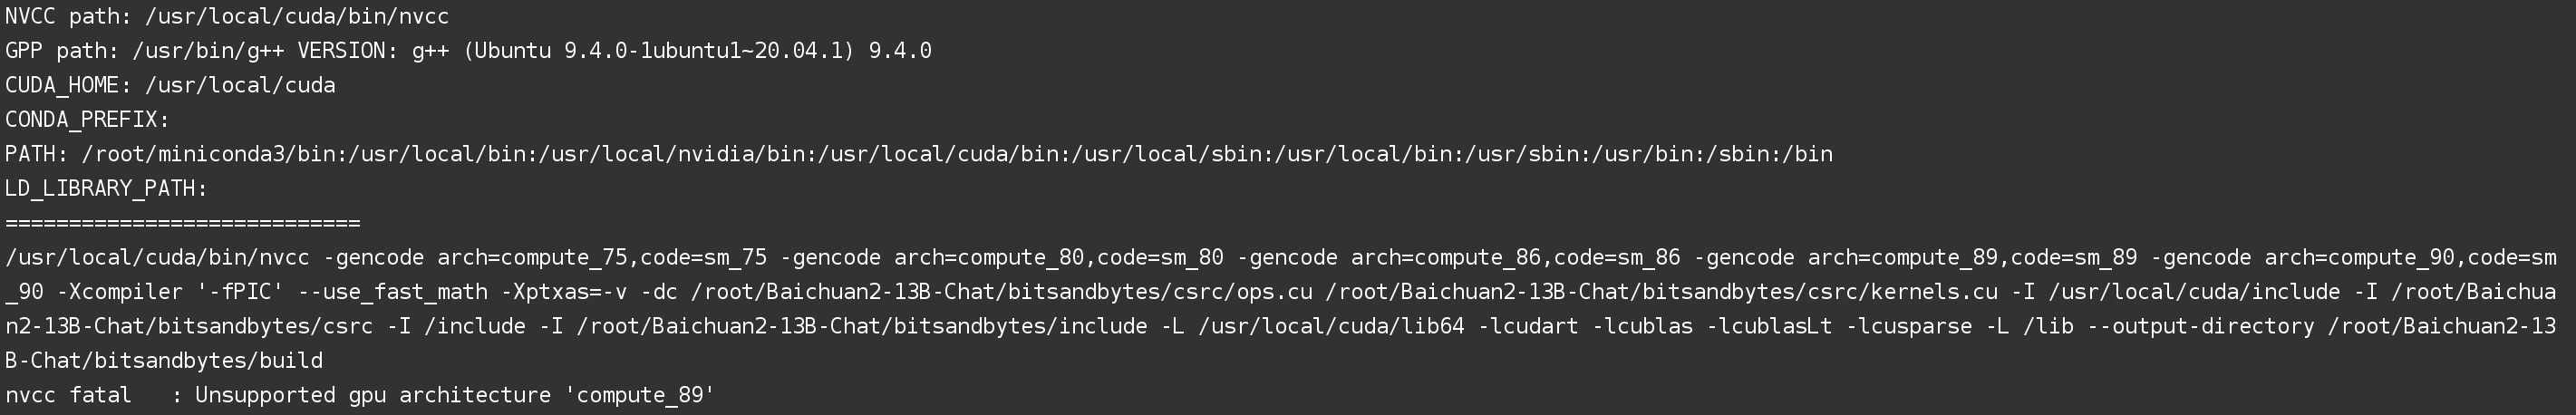 NVCC path: /usr/local/cuda/bin/nvcc
GPP path: /usr/bin/g++ VERSION: g++ (Ubuntu 9.4.0-1ubuntu1~20.04.1) 9.4.0
CUDA_HOME: /usr/local/cuda
CONDA_PREFIX:
PATH: /root/miniconda3/bin:/usr/local/bin:/usr/local/nvidia/bin:/usr/local/cuda/bin:/usr/local/sbin:/usr/local/bin:/usr/sbin:/usr/bin:/sbin:/bin
LD_LIBRARY_PATH:
============================
/usr/local/cuda/bin/nvcc -gencode arch=compute_75,code=sm_75 -gencode arch=compute_80,code=sm_80 -gencode arch=compute_86,code=sm_86 -gencode arch=compute_89,code=sm_89 -gencode arch=compute_90,code=sm
_90 -Xcompiler '-fPIC' --use_fast_math -Xptxas=-v -dc /root/Baichuan2-13B-Chat/bitsandbytes/csrc/ops.cu /root/Baichuan2-13B-Chat/bitsandbytes/csrc/kernels.cu -I /usr/local/cuda/include -I /root/Baichua
n2-13B-Chat/bitsandbytes/csrc -I /include -I /root/Baichuan2-13B-Chat/bitsandbytes/include -L /usr/local/cuda/lib64 -lcudart -lcublas -lcublasLt -lcusparse -L /lib --output-directory /root/Baichuan2-13
B-Chat/bitsandbytes/build
nvcc fatal   : Unsupported gpu architecture 'compute_89'